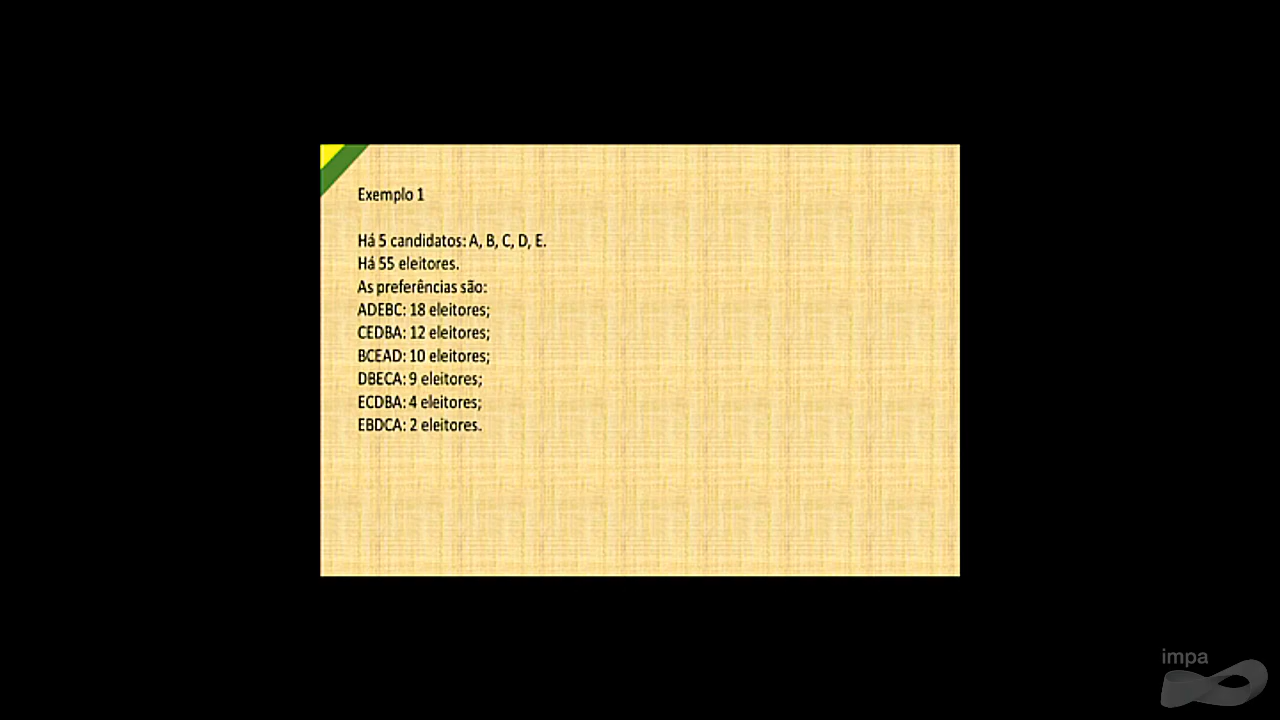 Exemplo 1
Há 5 candidatos: A, B, C, D, E.
Há 55 eleitores.
As preferências são:
ADEBC: 18 eleitores;
CEDBA: 12 eleitores;
BCEAD: 10 eleitores;
DBECA: 9 eleitores;
ECDBA: 4 eleitores;
EBDCA: 2 eleitores.
impa